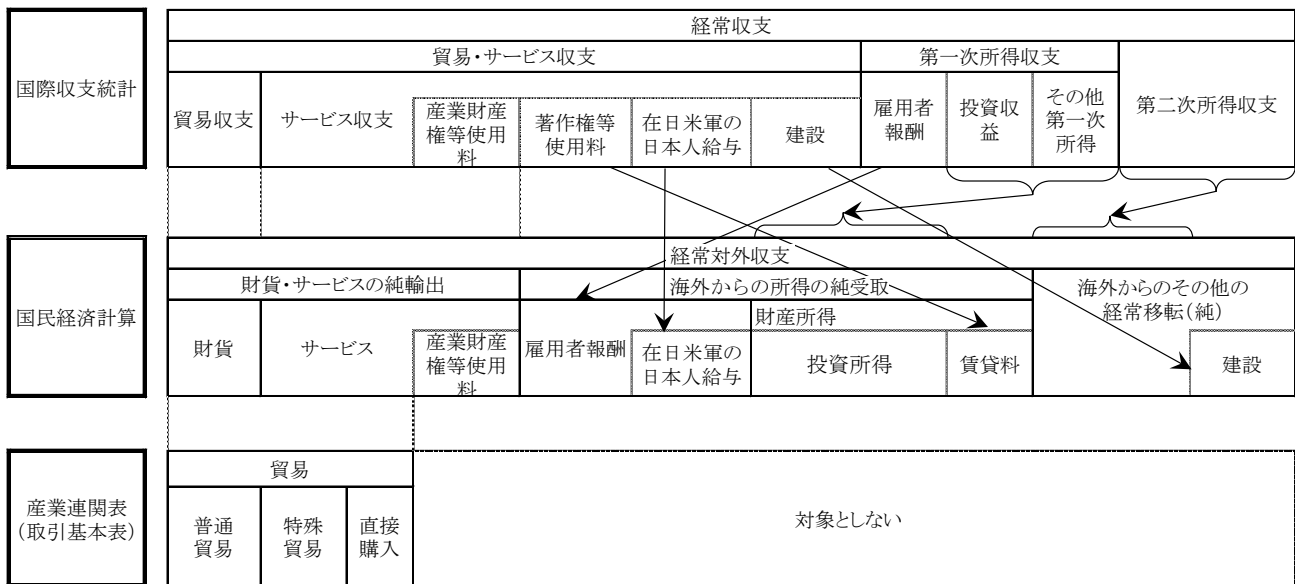 国際収支統計
経常収支
貿易・サービス収支
第一次所得収支
第二次所得収支
貿易収支
サービス収支
産業財産
権等使用
料
著作権等
使用料
在日米軍の
日本人給与
建設
雇用者
報酬
投資収
益
その他
第一次
所得
国民経済計算
経常対外収支
財貨・サービスの純輸出
海外からの所得の純受取
海外からのその他の
経常移転(純)
財貨
サービス
産業財産
権等使用
料
雇用者報酬
在日米軍の
日本人給与
財産所得
投資所得
賃貸料
建設
産業連関表
(取引基本表)
貿易
普通
貿易
特殊
貿易
直接
購入
対象としない